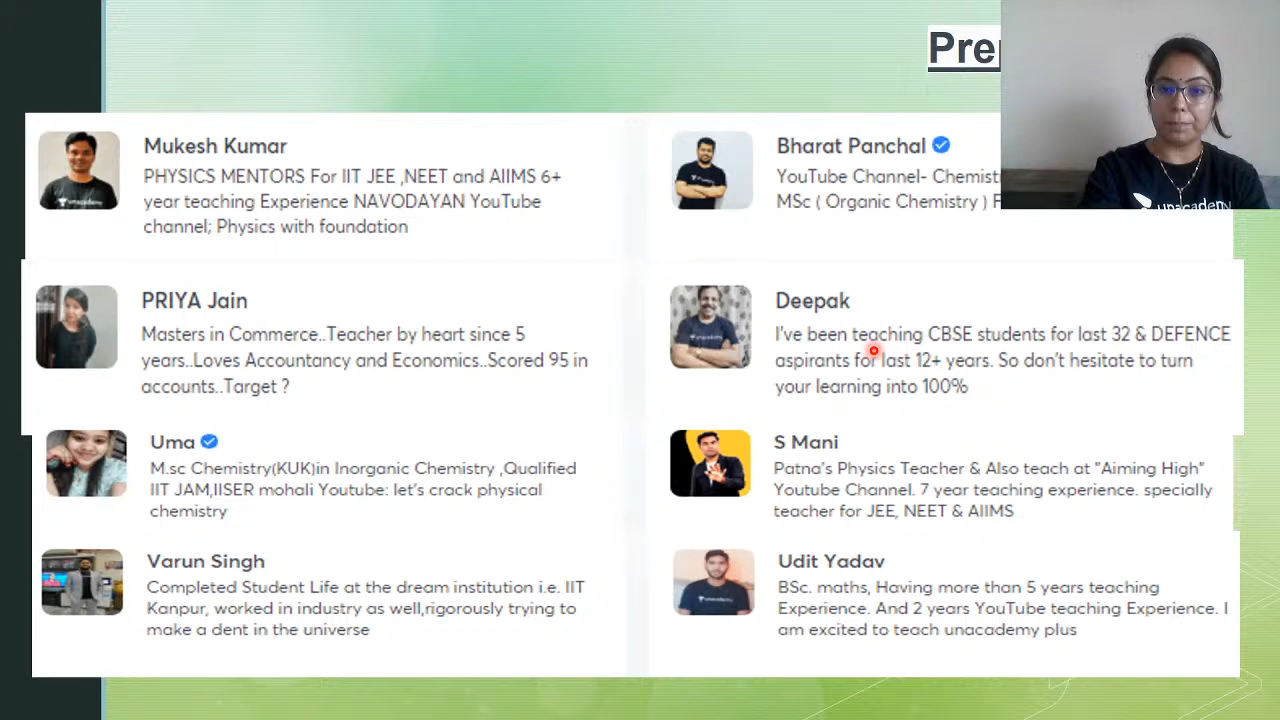 Pre
Mukesh Kumar
PHYSICS MENTORS For IIT JEE ,NEET and AIIMS 6+
year teaching Experience NAVODAYAN YouTube
channel; Physics with foundation
Bharat Panchal
YouTube Channel- Chemist
MSc ( Organic Chemistry ) F
PRIYA Jain
Masters in Commerce..Teacher by heart since 5
years..Loves Accountancy and Economics..Scored 95 in
accounts..Target ?
Deepak
I've been teaching CBSE students for last 32 & DEFENCE
aspirants for last 12+ years. So don't hesitate to turn
your learning into 100%
Uma
M.sc Chemistry(KUK)in Inorganic Chemistry ,Qualified
IIT JAM,IISER mohali Youtube: let's crack physical
chemistry
S Mani
Patna's Physics Teacher & Also teach at "Aiming High"
Youtube Channel. 7 year teaching experience. specially
teacher for JEE, NEET & AIIMS
Varun Singh
Completed Student Life at the dream institution i.e. IIT
Kanpur, worked in industry as well,rigorously trying to
make a dent in the universe
Udit Yadav
BSc. maths, Having more than 5 years teaching
Experience. And 2 years YouTube teaching Experience. I
am excited to teach unacademy plus
unacademy
unacademy